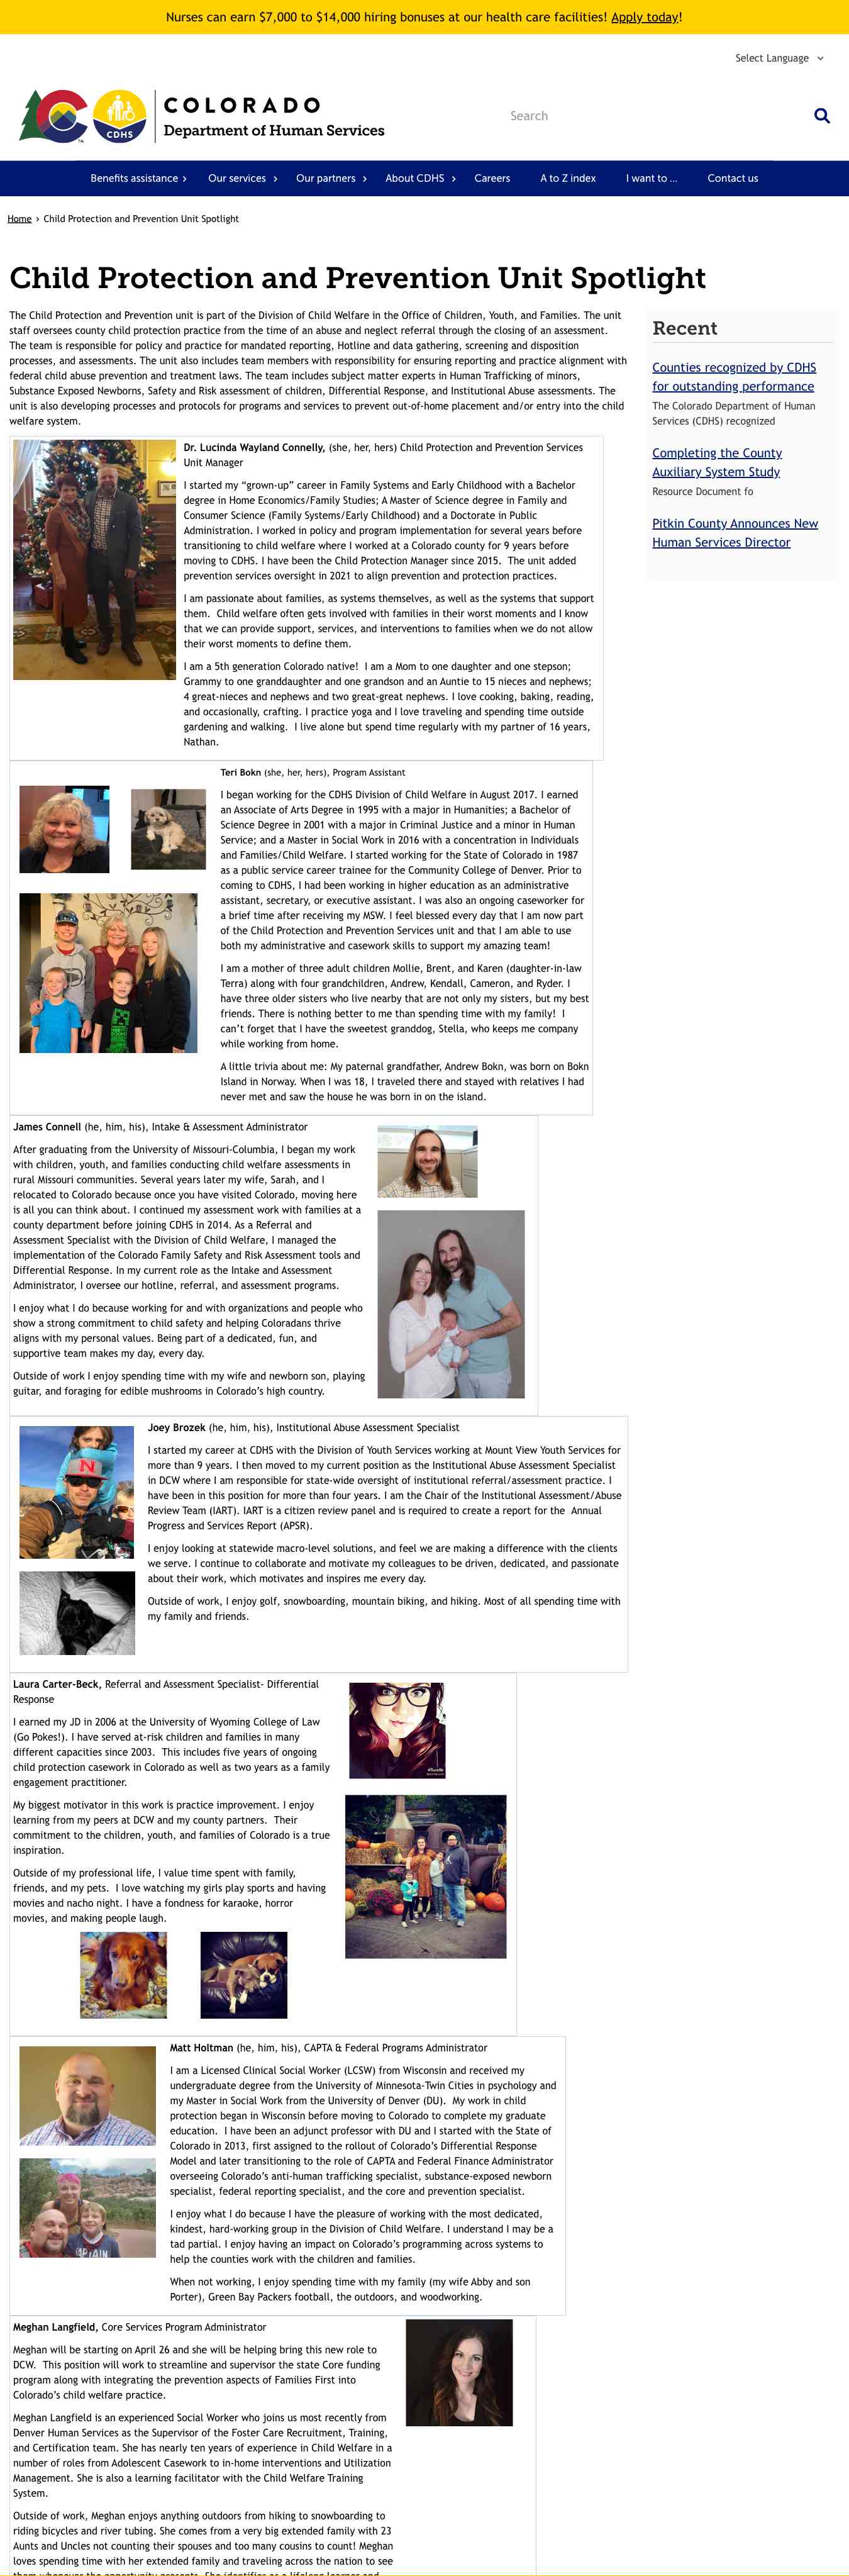 Nurses can earn $7,000 to $14,000 hiring bonuses at our health care facilities! Apply today!
Select Language
COLORADO
CDHS
Department of Human Services
Search
Benefits assistance
Our services
Our partners
About CDHS
Careers
A to Z index
I want to ...
Contact us
Home › Child Protection and Prevention Unit Spotlight
Child Protection and Prevention Unit Spotlight
The Child Protection and Prevention unit is part of the Division of Child Welfare in the Office of Children, Youth, and Families. The unit
staff oversees county child protection practice from the time of an abuse and neglect referral through the closing of an assessment.
The team is responsible for policy and practice for mandated reporting, Hotline and data gathering, screening and disposition
processes, and assessments. The unit also includes team members with responsibility for ensuring reporting and practice alignment with
federal child abuse prevention and treatment laws. The team includes subject matter experts in Human Trafficking of minors,
Substance Exposed Newborns, Safety and Risk assessment of children, Differential Response, and Institutional Abuse assessments. The
unit is also developing processes and protocols for programs and services to prevent out-of-home placement and/or entry into the child
welfare system.
Recent
Counties recognized by CDHS
for outstanding performance
The Colorado Department of Human
Services (CDHS) recognized
Completing the County
Auxiliary System Study
Resource Document fo
Pitkin County Announces New
Human Services Director
Dr. Lucinda Wayland Connelly, (she, her, hers) Child Protection and Prevention Services
Unit Manager
I started my “grown-up” career in Family Systems and Early Childhood with a Bachelor
degree in Home Economics/Family Studies; A Master of Science degree in Family and
Consumer Science (Family Systems/Early Childhood) and a Doctorate in Public
Administration. I worked in policy and program implementation for several years before
transitioning to child welfare where I worked at a Colorado county for 9 years before
moving to CDHS. I have been the Child Protection Manager since 2015.  The unit added
prevention services oversight in 2021 to align prevention and protection practices.
I am passionate about families, as systems themselves, as well as the systems that support
them.  Child welfare often gets involved with families in their worst moments and I know
that we can provide support, services, and interventions to families when we do not allow
their worst moments to define them.
I am a 5th generation Colorado native!  I am a Mom to one daughter and one stepson;
Grammy to one granddaughter and one grandson and an Auntie to 15 nieces and nephews;
4 great-nieces and nephews and two great-great nephews. I love cooking, baking, reading,
and occasionally, crafting. I practice yoga and I love traveling and spending time outside
gardening and walking.  I live alone but spend time regularly with my partner of 16 years,
Nathan.
Teri Bokn (she, her, hers), Program Assistant
I began working for the CDHS Division of Child Welfare in August 2017. I earned
an Associate of Arts Degree in 1995 with a major in Humanities; a Bachelor of
Science Degree in 2001 with a major in Criminal Justice and a minor in Human
Service; and a Master in Social Work in 2016 with a concentration in Individuals
and Families/Child Welfare. I started working for the State of Colorado in 1987
as a public service career trainee for the Community College of Denver. Prior to
coming to CDHS, I had been working in higher education as an administrative
assistant, secretary, or executive assistant. I was also an ongoing caseworker for
a brief time after receiving my MSW. I feel blessed every day that I am now part
of the Child Protection and Prevention Services unit and that I am able to use
both my administrative and casework skills to support my amazing team!
I am a mother of three adult children Mollie, Brent, and Karen (daughter-in-law
Terra) along with four grandchildren, Andrew, Kendall, Cameron, and Ryder. I
have three older sisters who live nearby that are not only my sisters, but my best
friends. There is nothing better to me than spending time with my family!  I
can’t forget that I have the sweetest granddog, Stella, who keeps me company
while working from home.
A little trivia about me: My paternal grandfather, Andrew Bokn, was born on Bokn
Island in Norway. When I was 18, I traveled there and stayed with relatives I had
never met and saw the house he was born in on the island.
James Connell (he, him, his), Intake & Assessment Administrator
After graduating from the University of Missouri-Columbia, I began my work
with children, youth, and families conducting child welfare assessments in
rural Missouri communities. Several years later my wife, Sarah, and I
relocated to Colorado because once you have visited Colorado, moving here
is all you can think about. I continued my assessment work with families at a
county department before joining CDHS in 2014. As a Referral and
Assessment Specialist with the Division of Child Welfare, I managed the
implementation of the Colorado Family Safety and Risk Assessment tools and
Differential Response. In my current role as the Intake and Assessment
Administrator, I oversee our hotline, referral, and assessment programs.
I enjoy what I do because working for and with organizations and people who
show a strong commitment to child safety and helping Coloradans thrive
aligns with my personal values. Being part of a dedicated, fun, and
supportive team makes my day, every day.
Outside of work I enjoy spending time with my wife and newborn son, playing
guitar, and foraging for edible mushrooms in Colorado’s high country.
Joey Brozek (he, him, his), Institutional Abuse Assessment Specialist
I started my career at CDHS with the Division of Youth Services working at Mount View Youth Services for
more than 9 years. I then moved to my current position as the Institutional Abuse Assessment Specialist
in DCW where I am responsible for state-wide oversight of institutional referral/assessment practice. I
have been in this position for more than four years. I am the Chair of the Institutional Assessment/Abuse
Review Team (IART). IART is a citizen review panel and is required to create a report for the  Annual
Progress and Services Report (APSR).
I enjoy looking at statewide macro-level solutions, and feel we are making a difference with the clients
we serve. I continue to collaborate and motivate my colleagues to be driven, dedicated, and passionate
about their work, which motivates and inspires me every day.
Outside of work, I enjoy golf, snowboarding, mountain biking, and hiking. Most of all spending time with
my family and friends.
N
Laura Carter-Beck, Referral and Assessment Specialist- Differential
Response
I earned my JD in 2006 at the University of Wyoming College of Law
(Go Pokes!). I have served at-risk children and families in many
different capacities since 2003.  This includes five years of ongoing
child protection casework in Colorado as well as two years as a family
engagement practitioner.
My biggest motivator in this work is practice improvement. I enjoy
learning from my peers at DCW and my county partners.  Their
commitment to the children, youth, and families of Colorado is a true
inspiration.
Outside of my professional life, I value time spent with family,
friends, and my pets.  I love watching my girls play sports and having
movies and nacho night. I have a fondness for karaoke, horror
movies, and making people laugh.
Matt Holtman (he, him, his), CAPTA & Federal Programs Administrator
I am a Licensed Clinical Social Worker (LCSW) from Wisconsin and received my
undergraduate degree from the University of Minnesota-Twin Cities in psychology and
my Master in Social Work from the University of Denver (DU).  My work in child
protection began in Wisconsin before moving to Colorado to complete my graduate
education.  I have been an adjunct professor with DU and I started with the State of
Colorado in 2013, first assigned to the rollout of Colorado’s Differential Response
Model and later transitioning to the role of CAPTA and Federal Finance Administrator
overseeing Colorado’s anti-human trafficking specialist, substance-exposed newborn
specialist, federal reporting specialist, and the core and prevention specialist.
I enjoy what I do because I have the pleasure of working with the most dedicated,
kindest, hard-working group in the Division of Child Welfare. I understand I may be a
tad partial. I enjoy having an impact on Colorado’s programming across systems to
help the counties work with the children and families.
When not working, I enjoy spending time with my family (my wife Abby and son
Porter), Green Bay Packers football, the outdoors, and woodworking.
Meghan Langfield, Core Services Program Administrator
Meghan will be starting on April 26 and she will be helping bring this new role to
DCW.  This position will work to streamline and supervisor the state Core funding
program along with integrating the prevention aspects of Families First into
Colorado’s child welfare practice.
Meghan Langfield is an experienced Social Worker who joins us most recently from
Denver Human Services as the Supervisor of the Foster Care Recruitment, Training,
and Certification team. She has nearly ten years of experience in Child Welfare in a
number of roles from Adolescent Casework to in-home interventions and Utilization
Management. She is also a learning facilitator with the Child Welfare Training
System.
Outside of work, Meghan enjoys anything outdoors from hiking to snowboarding to
riding bicycles and river tubing. She comes from a very big extended family with 23
Aunts and Uncles not counting their spouses and too many cousins to count! Meghan
loves spending time with her extended family and traveling across the nation to see